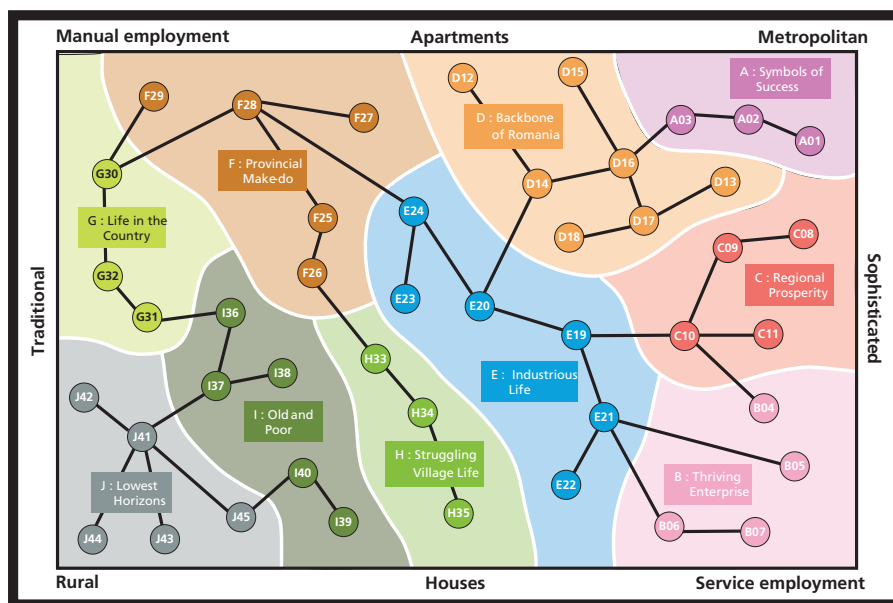 Manual employment
Apartments
Metropolitan
F29
F28
F27
D12
D15
A : Symbols of
Success
A03
A02
A01
D : Backbone
of Romania
F : Provincial
Make-do
G30
D16
D14
D13
G : Life in the
Country
F25
E24
D17
D18
C09
C08
Traditional
Sophisticated
G32
F26
E23
E20
C : Regional
Prosperity
G31
I36
E19
C10
C11
H33
I37
I38
E : Industrious
Life
J42
I : Old and
Poor
H34
E21
B04
J41
H : Struggling
Village Life
J : Lowest
Horizons
I40
E22
B : Thriving
Enterprise
B05
J45
I39
H35
J44
J43
B06
B07
Rural
Houses
Service employment